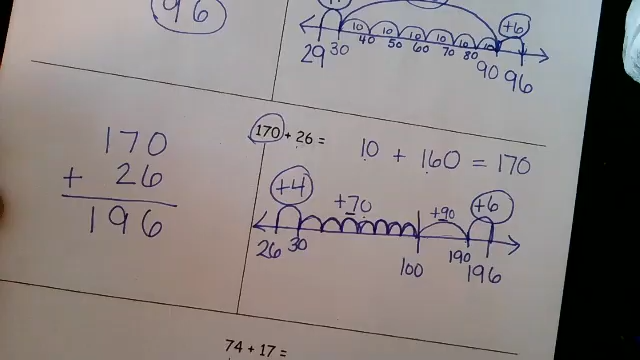 96
+6
10 10 10 10 10 10
29 30 40 50 60 70 80 90 96
170
+ 26
196
170 + 26 =
10 + 160 = 170
+4 +70 +90 +6
26 30 100 190 196
74 + 17 =